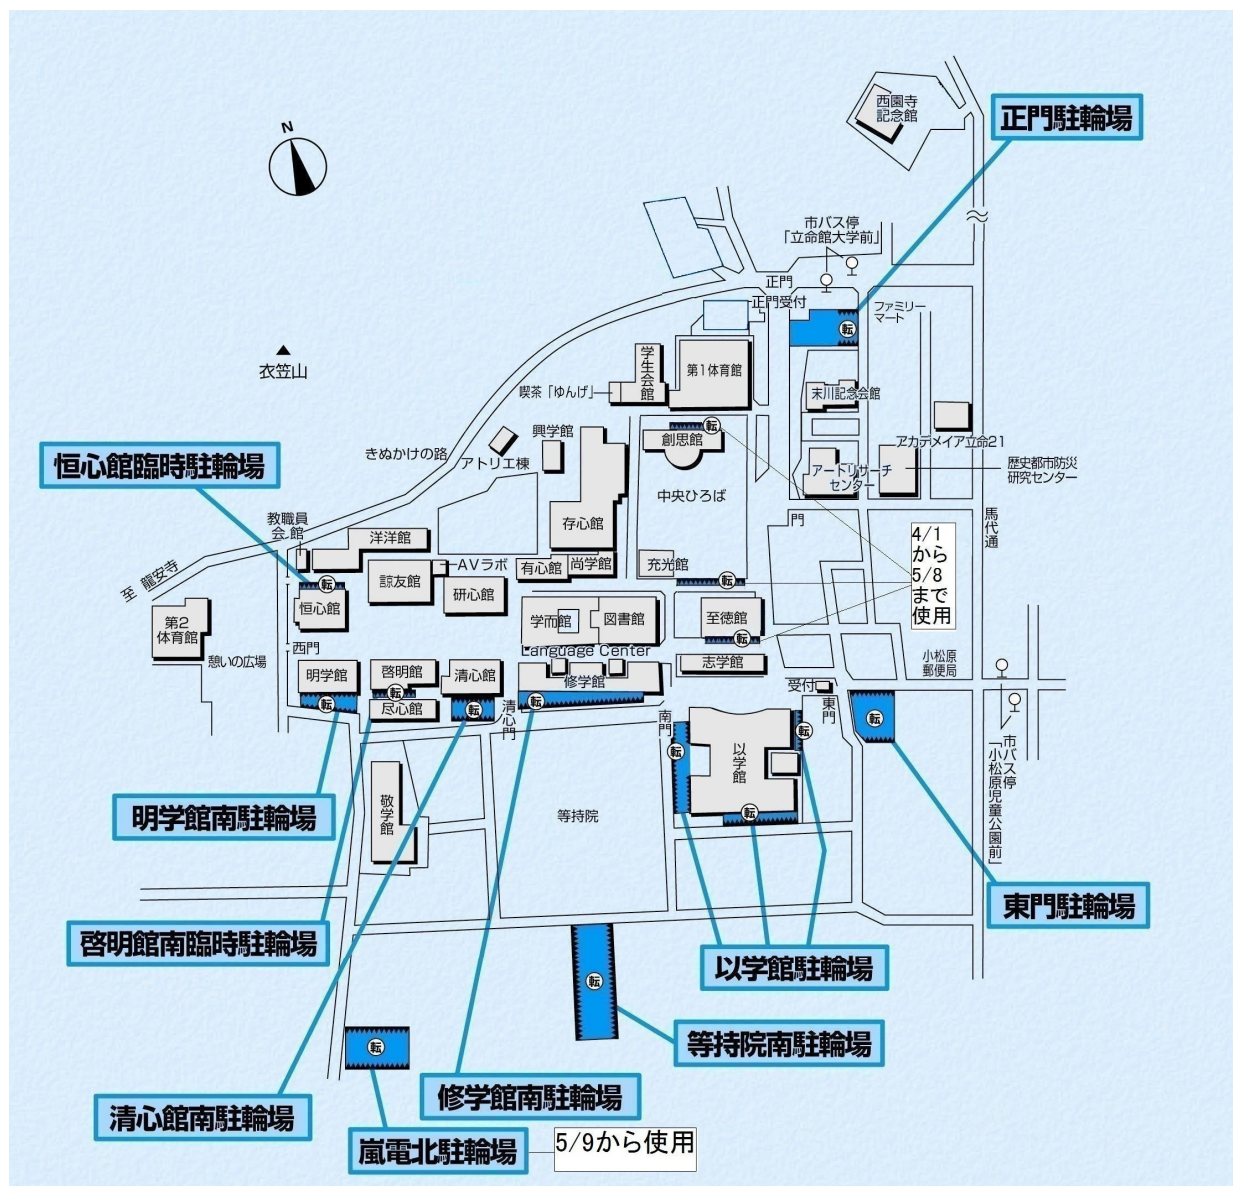 西園寺
記念館
正門駐輪場
N
市バス停
「立命館大学前」
正門
正門受付
ファミリー
マート
転
衣笠山
学生会館
第1体育館
喫茶「ゆんげ」
末川記念会館
転
創思館
アカデメイア立命21
興学館
アトリエ棟
きぬかけの路
恒心館臨時駐輪場
中央ひろば
アートリサーチ
センター
歴史都市防災
研究センター
教職員
会館
洋洋館
存心館
門
馬代通
4/1
から
5/8
まで
使用
至 龍安寺
諒友館
AVラボ
有心館
尚学館
充光館
転
転
恒心館
研心館
第2
体育館
学而館
図書館
至徳館
転
西門
憩いの広場
Language Center
志学館
小松原
郵便局
明学館
啓明館
清心館
修学館
受付
転
転
尽心館
転
清心門
転
南門
東門
転
転
以学館
転
転
市バス停
「小松原児童公園前」
明学館南駐輪場
敬学館
等持院
東門駐輪場
啓明館南臨時駐輪場
以学館駐輪場
転
等持院南駐輪場
転
清心館南駐輪場
修学館南駐輪場
嵐電北駐輪場
5/9から使用